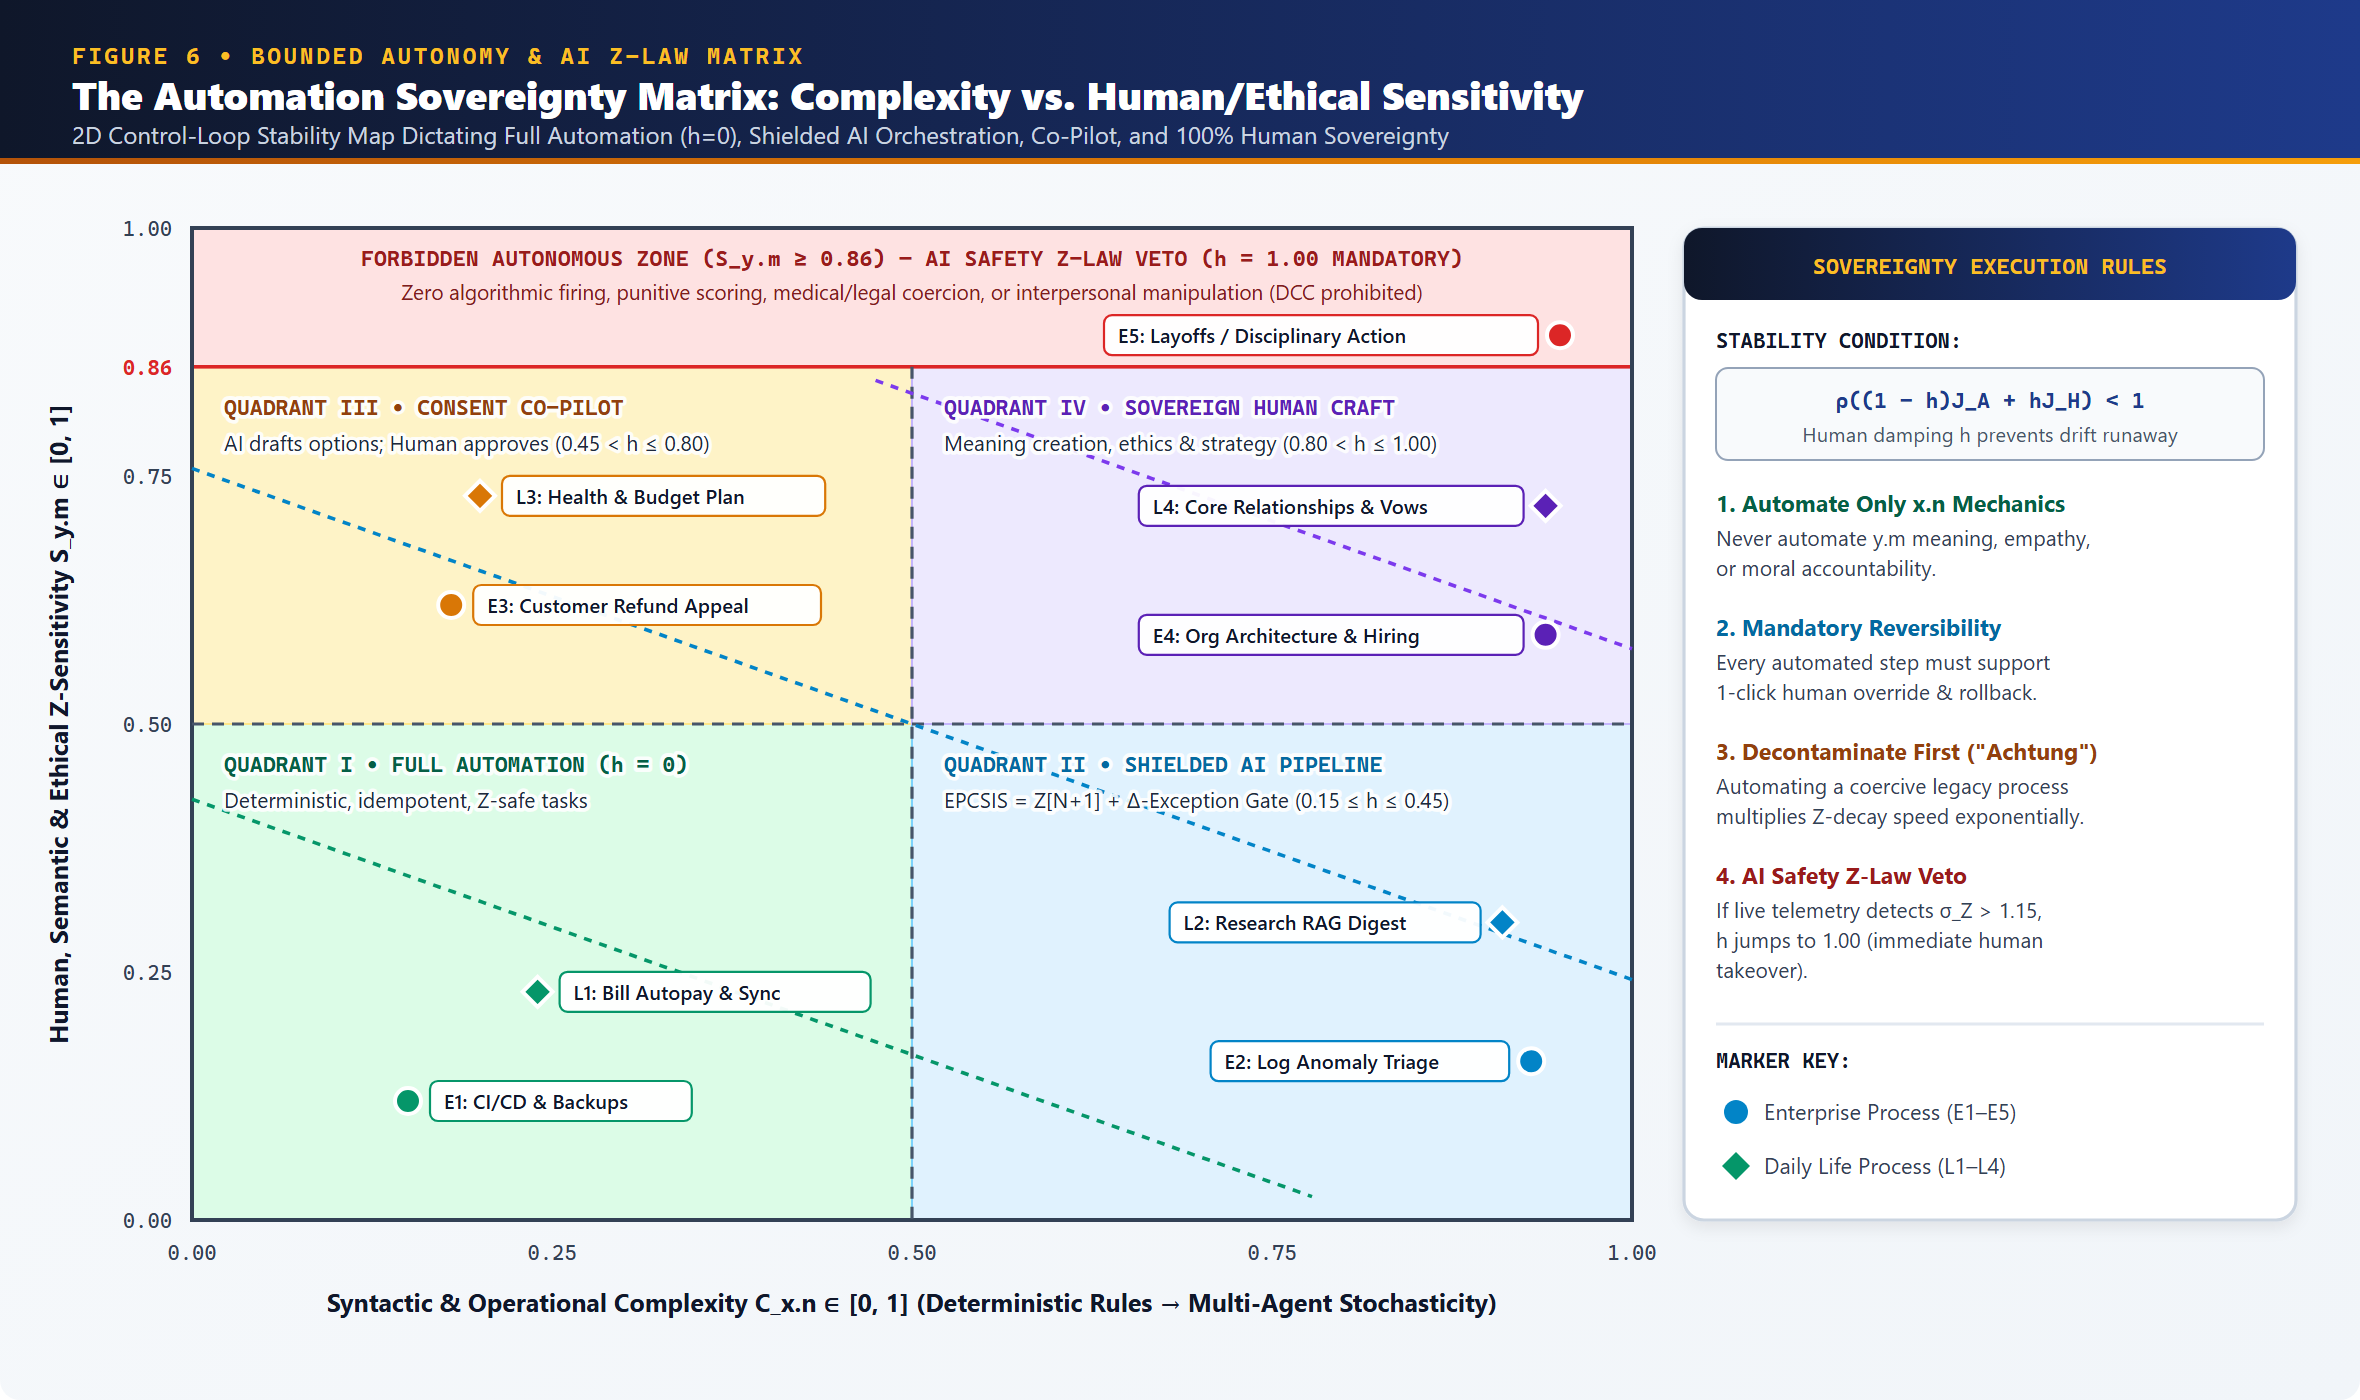 FIGURE 6 • BOUNDED AUTONOMY & AI Z–LAW MATRIX
The Automation Sovereignty Matrix: Complexity vs. Human/Ethical Sensitivity
2D Control-Loop Stability Map Dictating Full Automation (h=0), Shielded AI Orchestration, Co-Pilot, and 100% Human Sovereignty
1.00
FORBIDDEN AUTONOMOUS ZONE (S_y.m ≥ 0.86) – AI SAFETY Z–LAW VETO (h = 1.00 MANDATORY)
Zero algorithmic firing, punitive scoring, medical/legal coercion, or interpersonal manipulation (DCC prohibited)
E5: Layoffs / Disciplinary Action
0.86
QUADRANT III • CONSENT CO–PILOT
AI drafts options; Human approves (0.45 < h ≤ 0.80)
QUADRANT IV • SOVEREIGN HUMAN CRAFT
Meaning creation, ethics & strategy (0.80 < h ≤ 1.00)
0.75
L3: Health & Budget Plan
L4: Core Relationships & Vows
E3: Customer Refund Appeal
E4: Org Architecture & Hiring
Human, Semantic & Ethical Z-Sensitivity S_y.m ∈ [0, 1]
0.50
QUADRANT I • FULL AUTOMATION (h = 0)
Deterministic, idempotent, Z-safe tasks
QUADRANT II • SHIELDED AI PIPELINE
EPCSIS = Z[N+1] + Δ-Exception Gate (0.15 ≤ h ≤ 0.45)
L2: Research RAG Digest
0.25
L1: Bill Autopay & Sync
E2: Log Anomaly Triage
E1: CI/CD & Backups
0.00
0.00
0.25
0.50
0.75
1.00
Syntactic & Operational Complexity C_x.n ∈ [0, 1] (Deterministic Rules → Multi-Agent Stochasticity)
SOVEREIGNTY EXECUTION RULES
STABILITY CONDITION:
ρ((1 − h)J_A + hJ_H) < 1
Human damping h prevents drift runaway
1. Automate Only x.n Mechanics
Never automate y.m meaning, empathy,
or moral accountability.
2. Mandatory Reversibility
Every automated step must support
1-click human override & rollback.
3. Decontaminate First ("Achtung")
Automating a coercive legacy process
multiplies Z-decay speed exponentially.
4. AI Safety Z-Law Veto
If live telemetry detects σ_Z > 1.15,
h jumps to 1.00 (immediate human
takeover).
MARKER KEY:
Enterprise Process (E1–E5)
Daily Life Process (L1–L4)